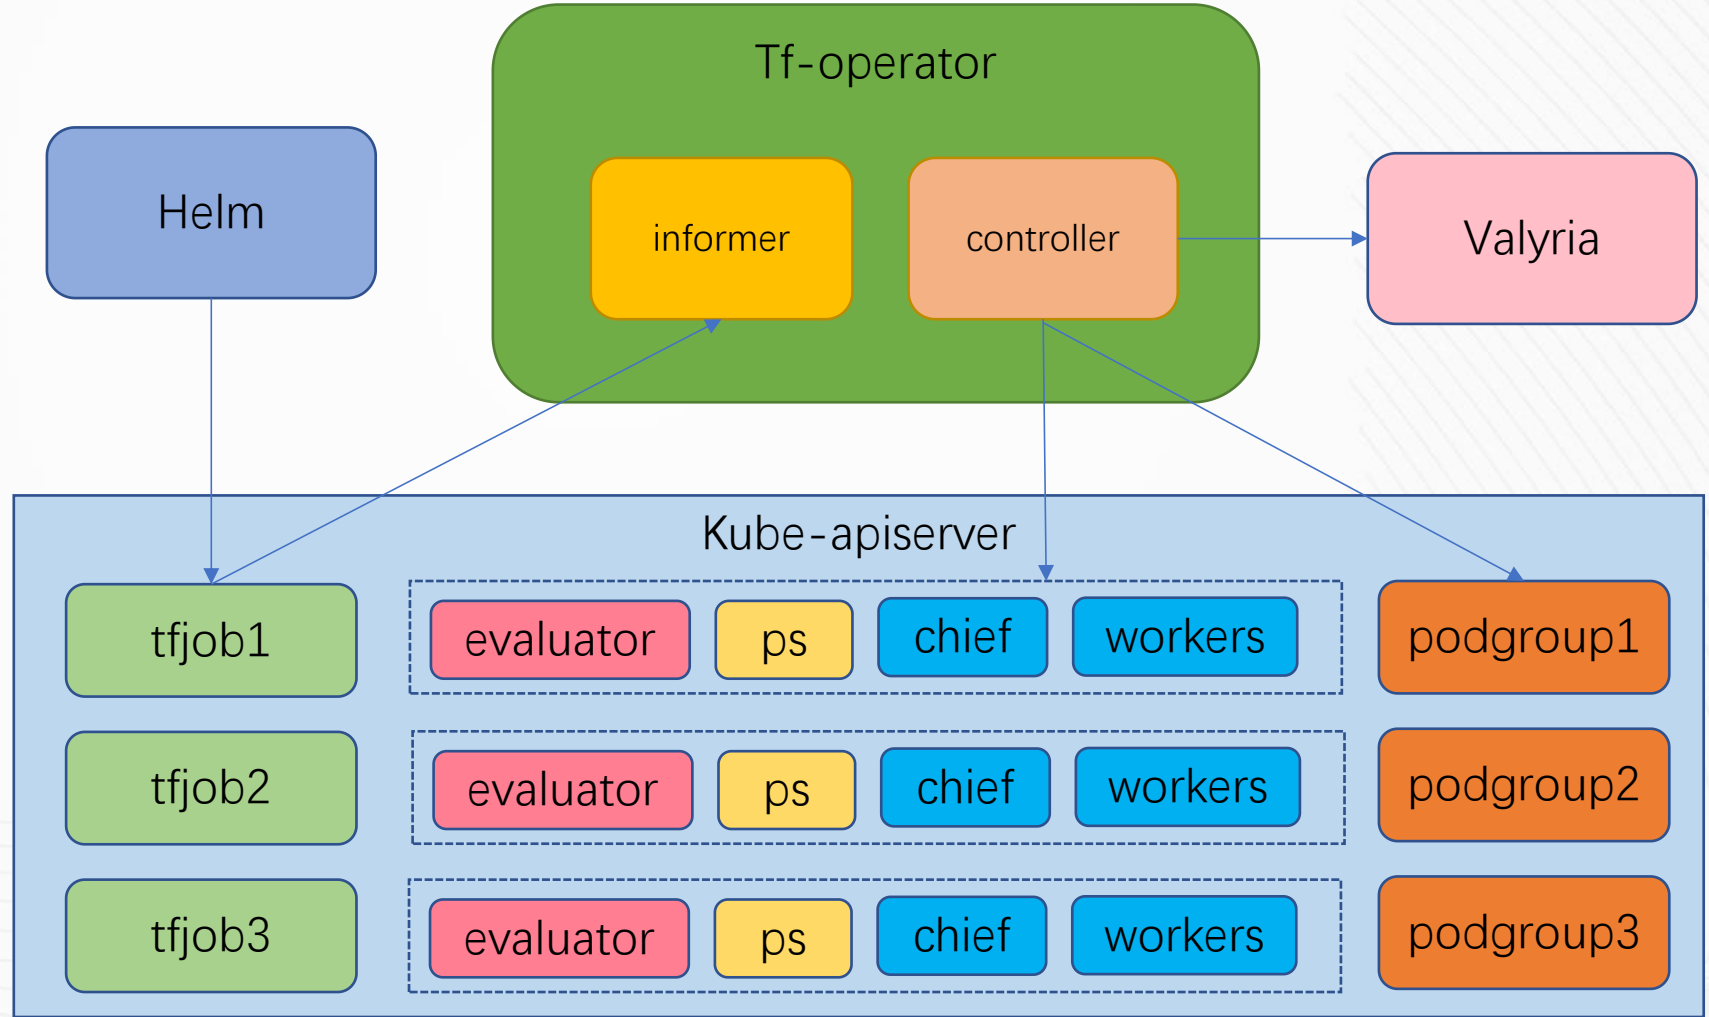 Tf-operator
Helm
informer
controller
Valyria
Kube-apiserver
tfjob1
evaluator
ps
chief
workers
podgroup1
tfjob2
evaluator
ps
chief
workers
podgroup2
tfjob3
evaluator
ps
chief
workers
podgroup3